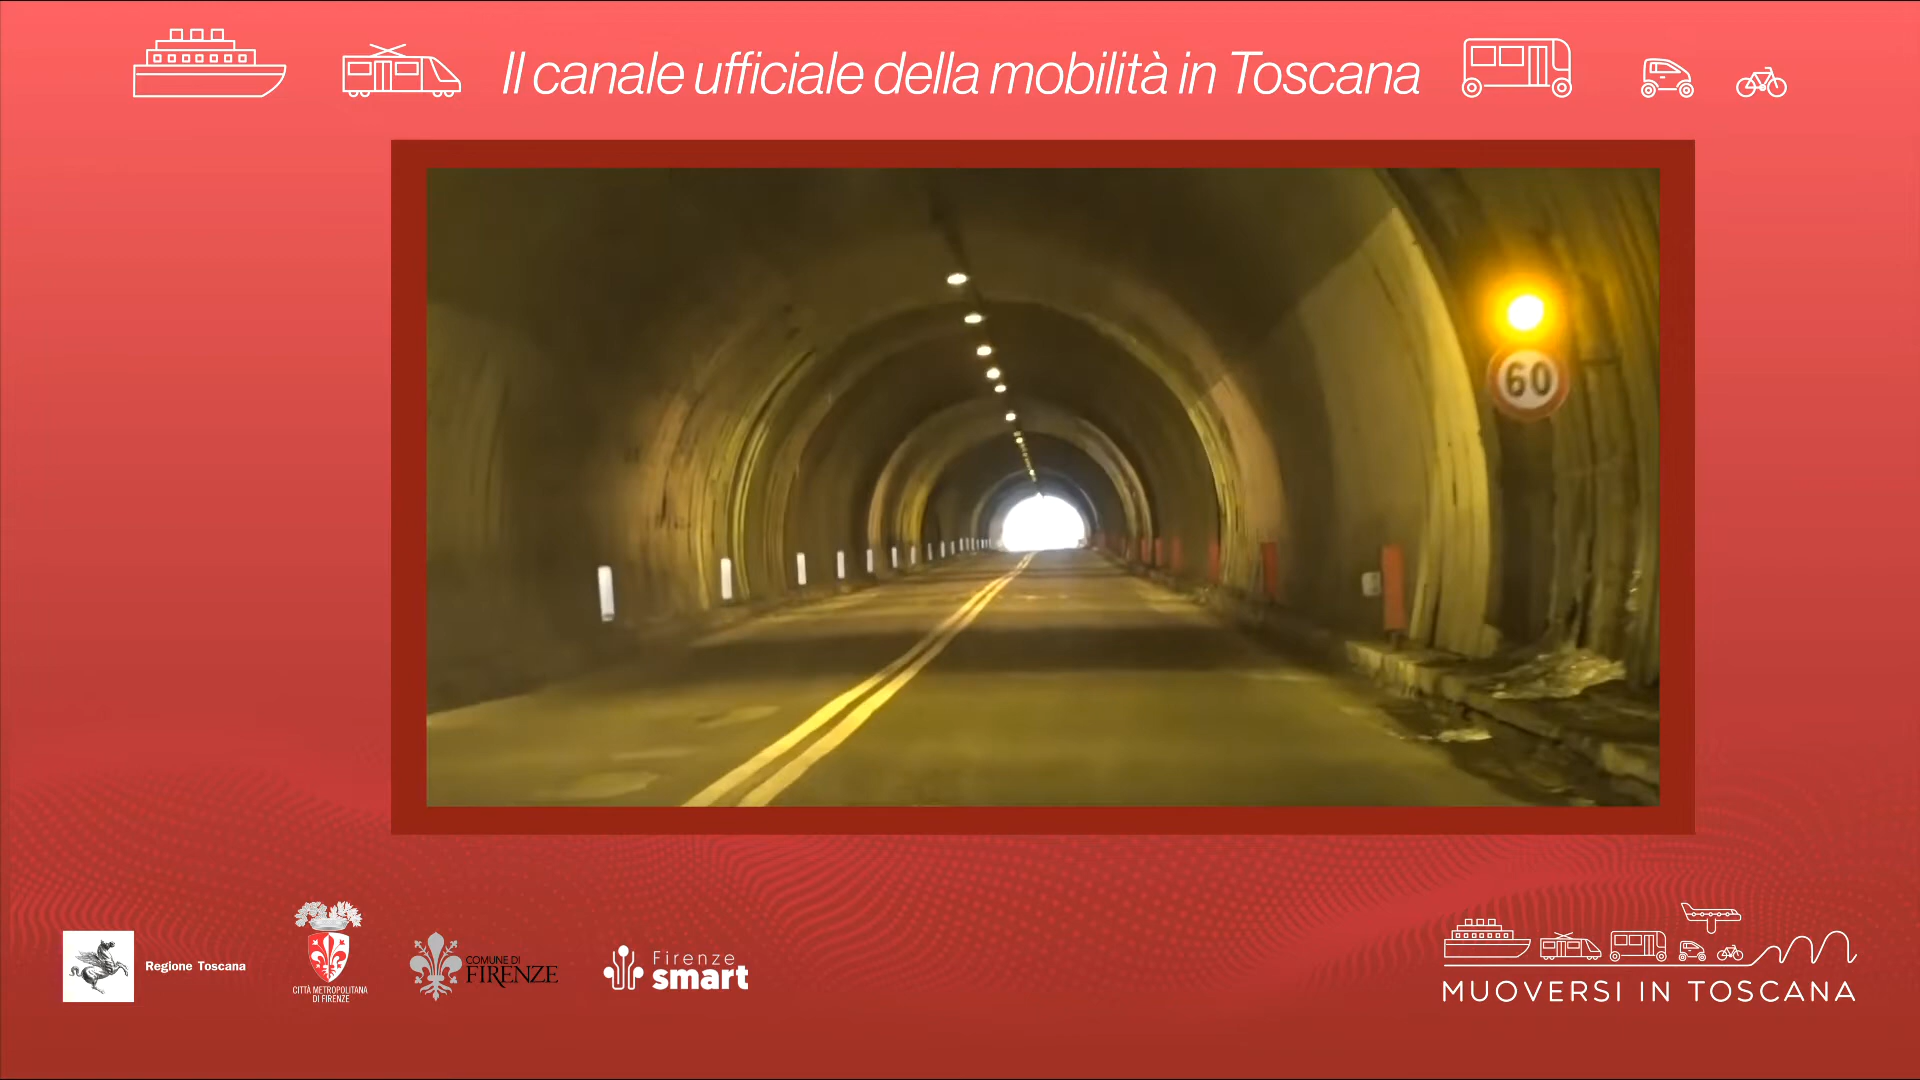 Il canale ufficiale della mobilità in Toscana
60
Regione Toscana
CITTÀ METROPOLITANA
DI FIRENZE
COMUNE DI
FIRENZE
Firenze
smart
MUOVERSI IN TOSCANA